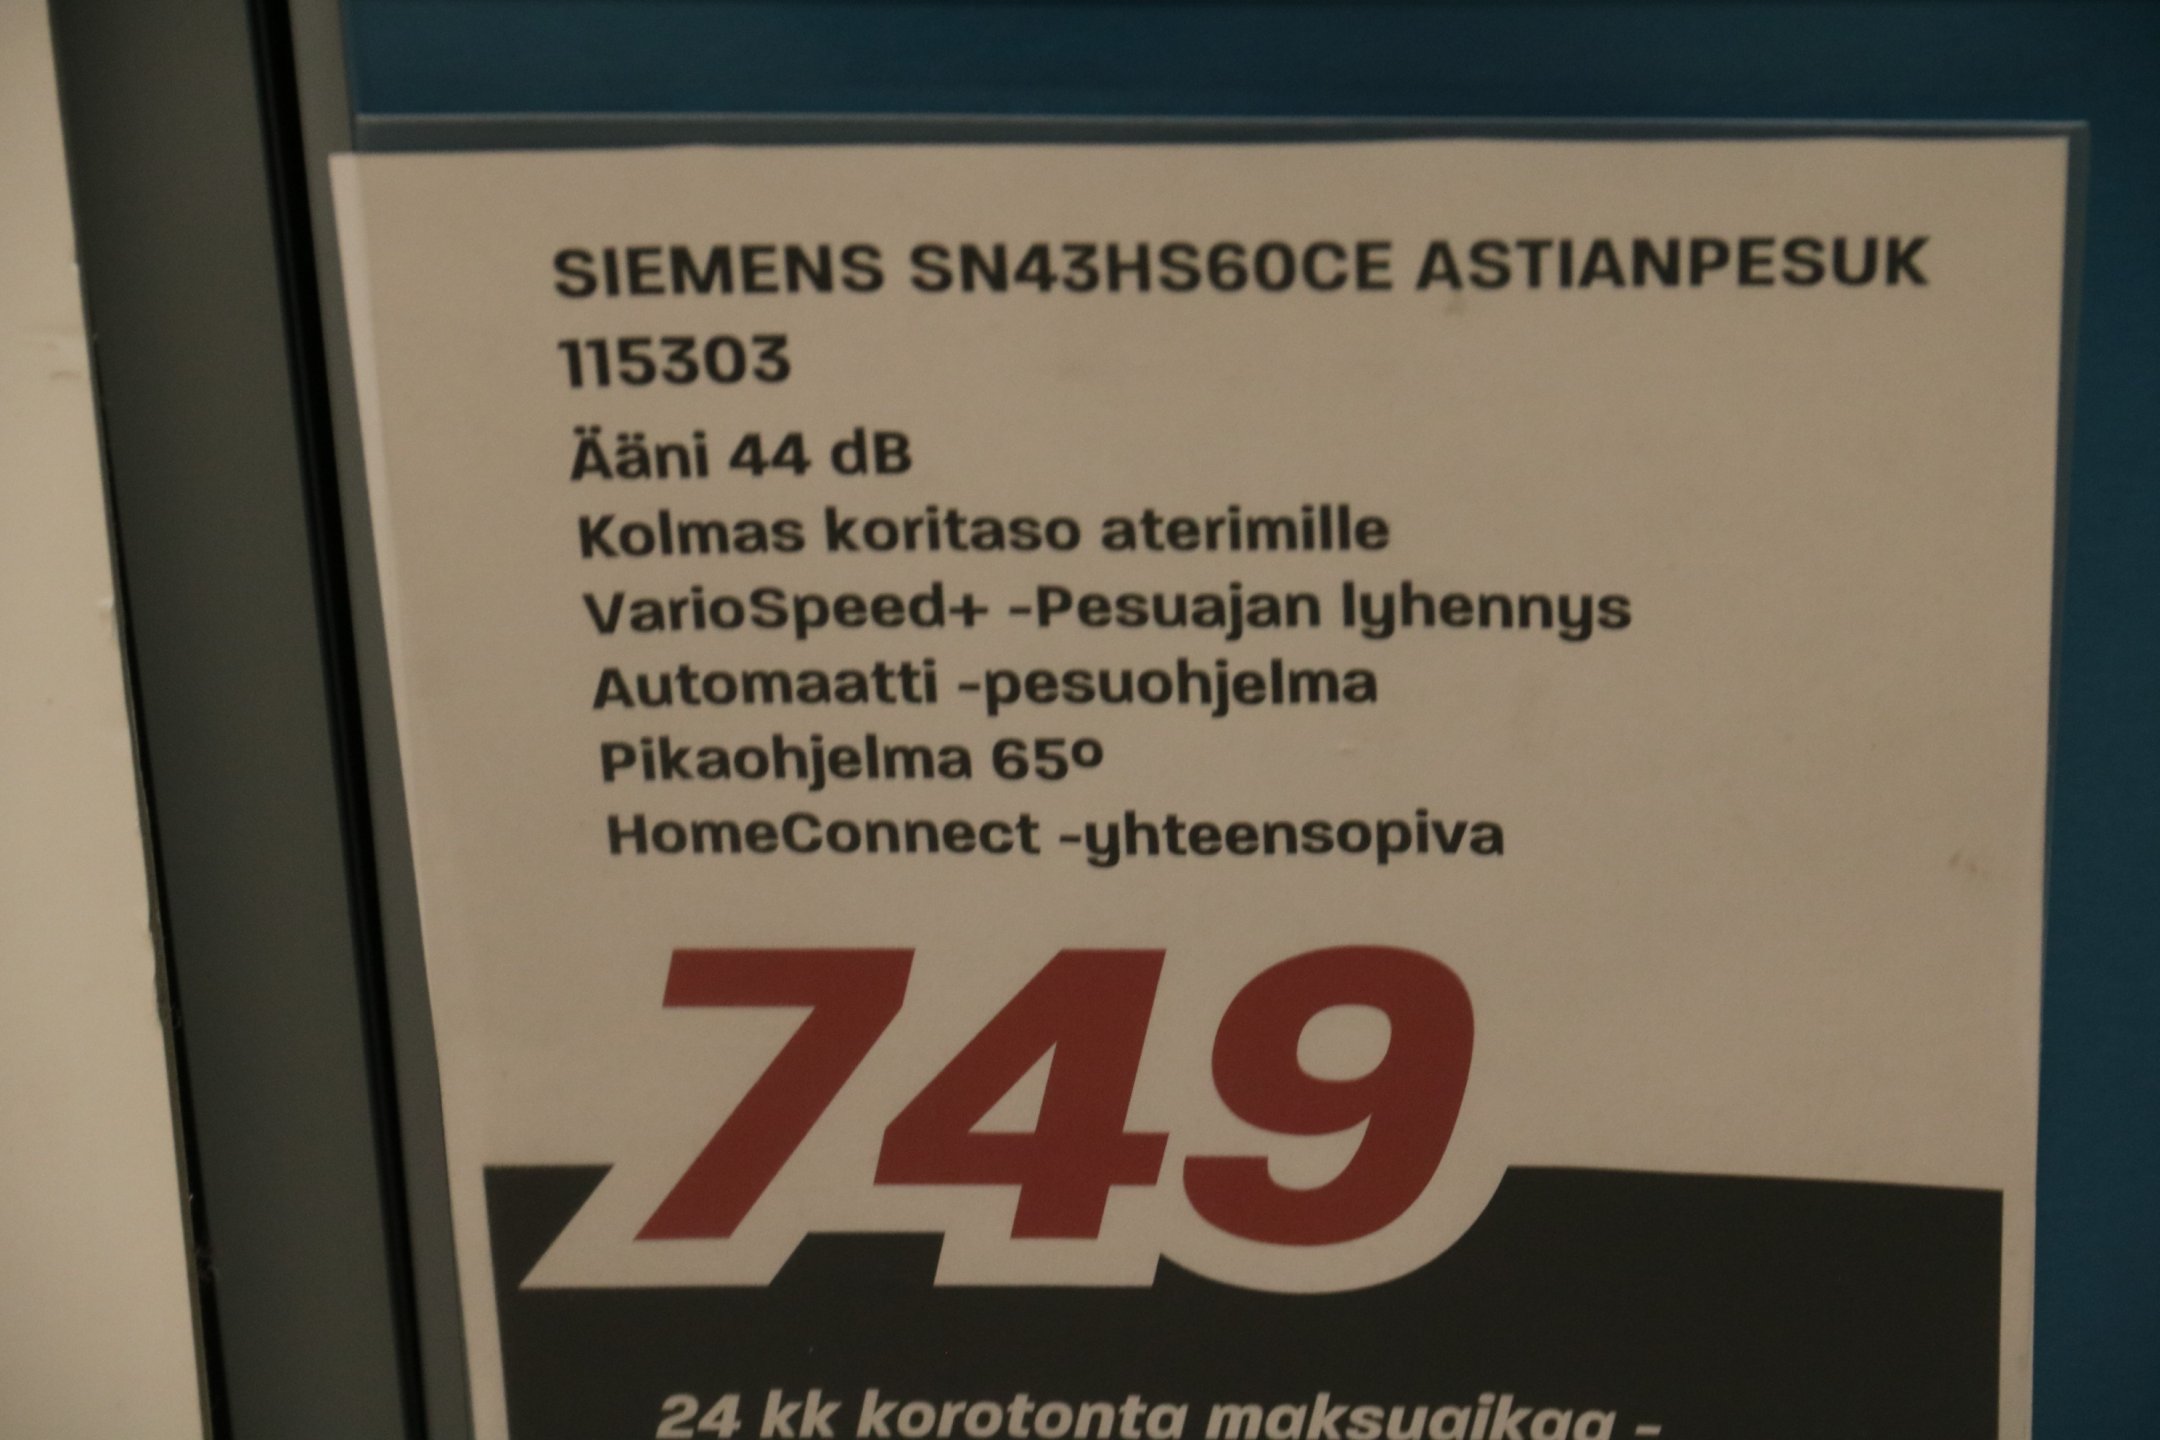 SIEMENS SN43HS60CE ASTIANPESUK
115303
Ääni 44 dB
Kolmas koritaso aterimille
VarioSpeed+ -Pesuajan lyhennys
Automaatti -pesuohjelma
Pikaohjelma 65º
HomeConnect -yhteensopiva
749
24 kk korotonta maksuaikaa -